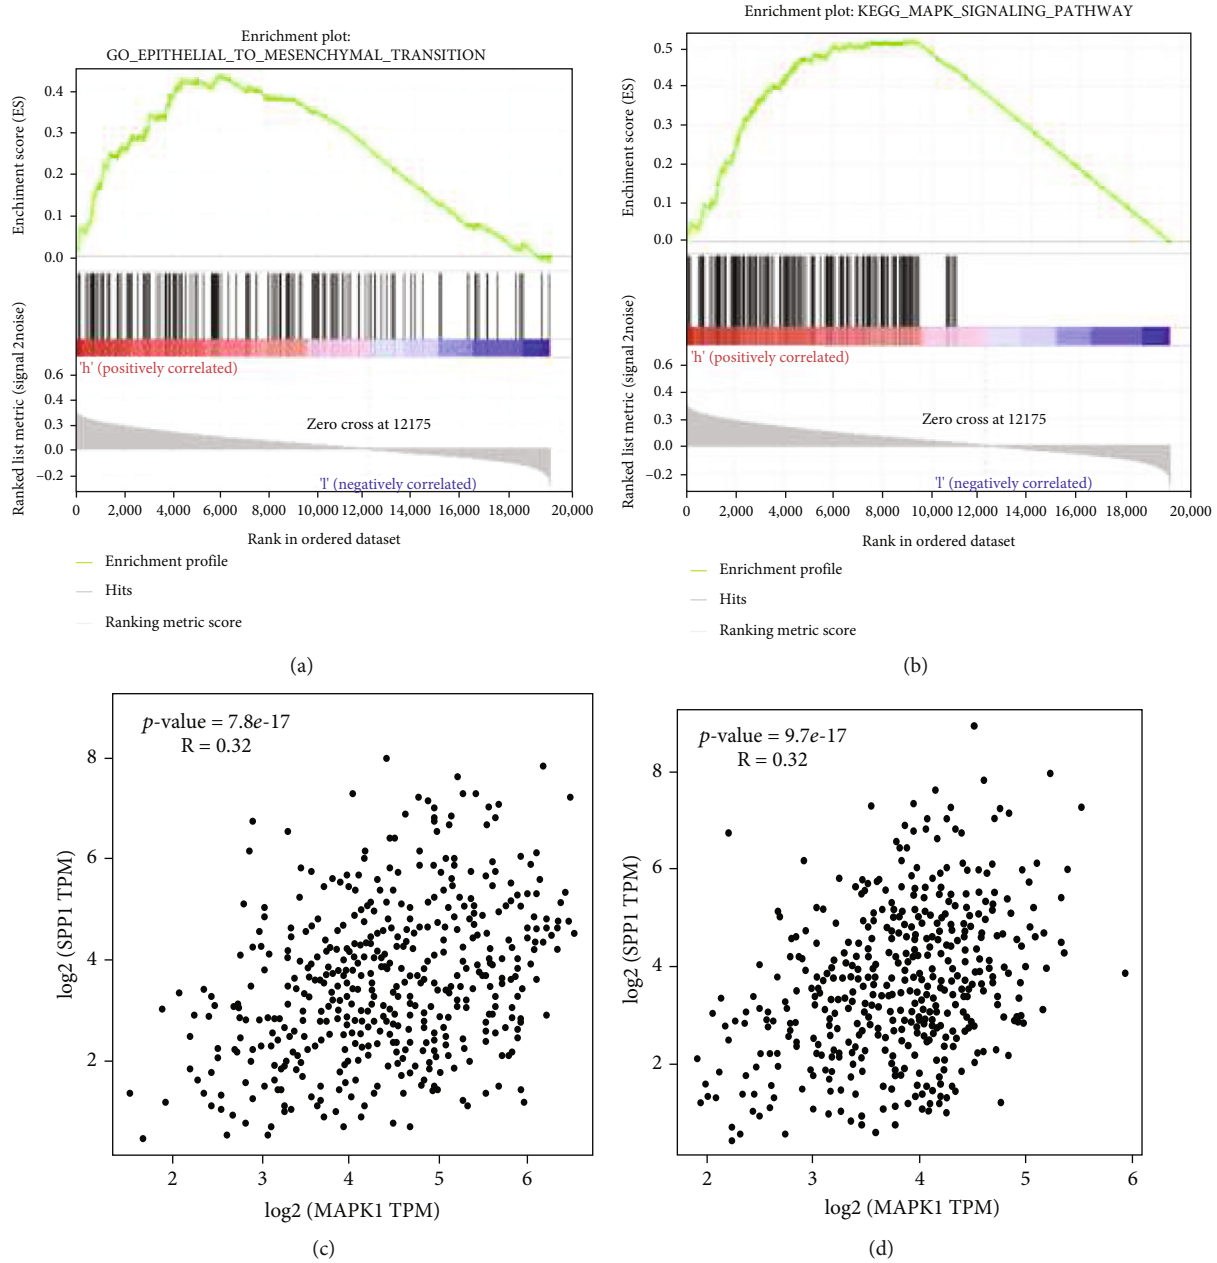 Enrichment plot:
GO_EPITHELIAL_TO_MESENCHYMAL_TRANSITION
Enchiment score (ES)
0.4
0.3
0.2
0.1
0.0
'h' (positively correlated)
Ranked list metric (signal 2noise)
0.6
0.4
0.3
0.0
−0.2
Zero cross at 12175
'l' (negatively correlated)
0 2,000 4,000 6,000 8,000 10,000 12,000 14,000 16,000 18,000 20,000
Rank in ordered dataset
Enrichment profile
Hits
Ranking metric score
(a)
Enrichment plot: KEGG_MAPK_SIGNALING_PATHWAY
Enchiment score (ES)
0.5
0.4
0.3
0.2
0.1
0.0
'h' (positively correlated)
Ranked list metric (signal 2noise)
0.6
0.4
0.3
0.0
−0.2
Zero cross at 12175
'l' (negatively correlated)
0 2,000 4,000 6,000 8,000 10,000 12,000 14,000 16,000 18,000 20,000
Rank in ordered dataset
Enrichment profile
Hits
Ranking metric score
(b)
p-value = 7.8e-17
R = 0.32
log2 (SPP1 TPM)
8
6
4
2
2 3 4 5 6
log2 (MAPK1 TPM)
(c)
p-value = 9.7e-17
R = 0.32
log2 (SPP1 TPM)
8
6
4
2
2 3 4 5 6
log2 (MAPK1 TPM)
(d)